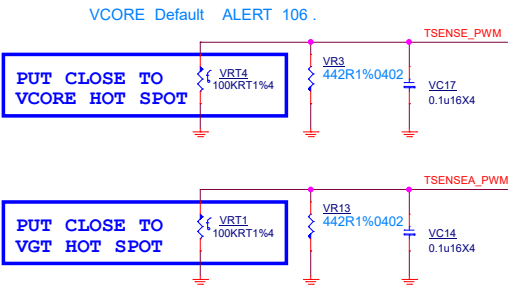 VCORE Default ALERT 106 .
TSENSE_PWM
PUT CLOSE TO
VCORE HOT SPOT
VRT4
100KRT1%4
VR3
442R1%0402
VC17
0.1u16X4
TSENSEA_PWM
PUT CLOSE TO
VGT HOT SPOT
VRT1
100KRT1%4
VR13
442R1%0402
VC14
0.1u16X4